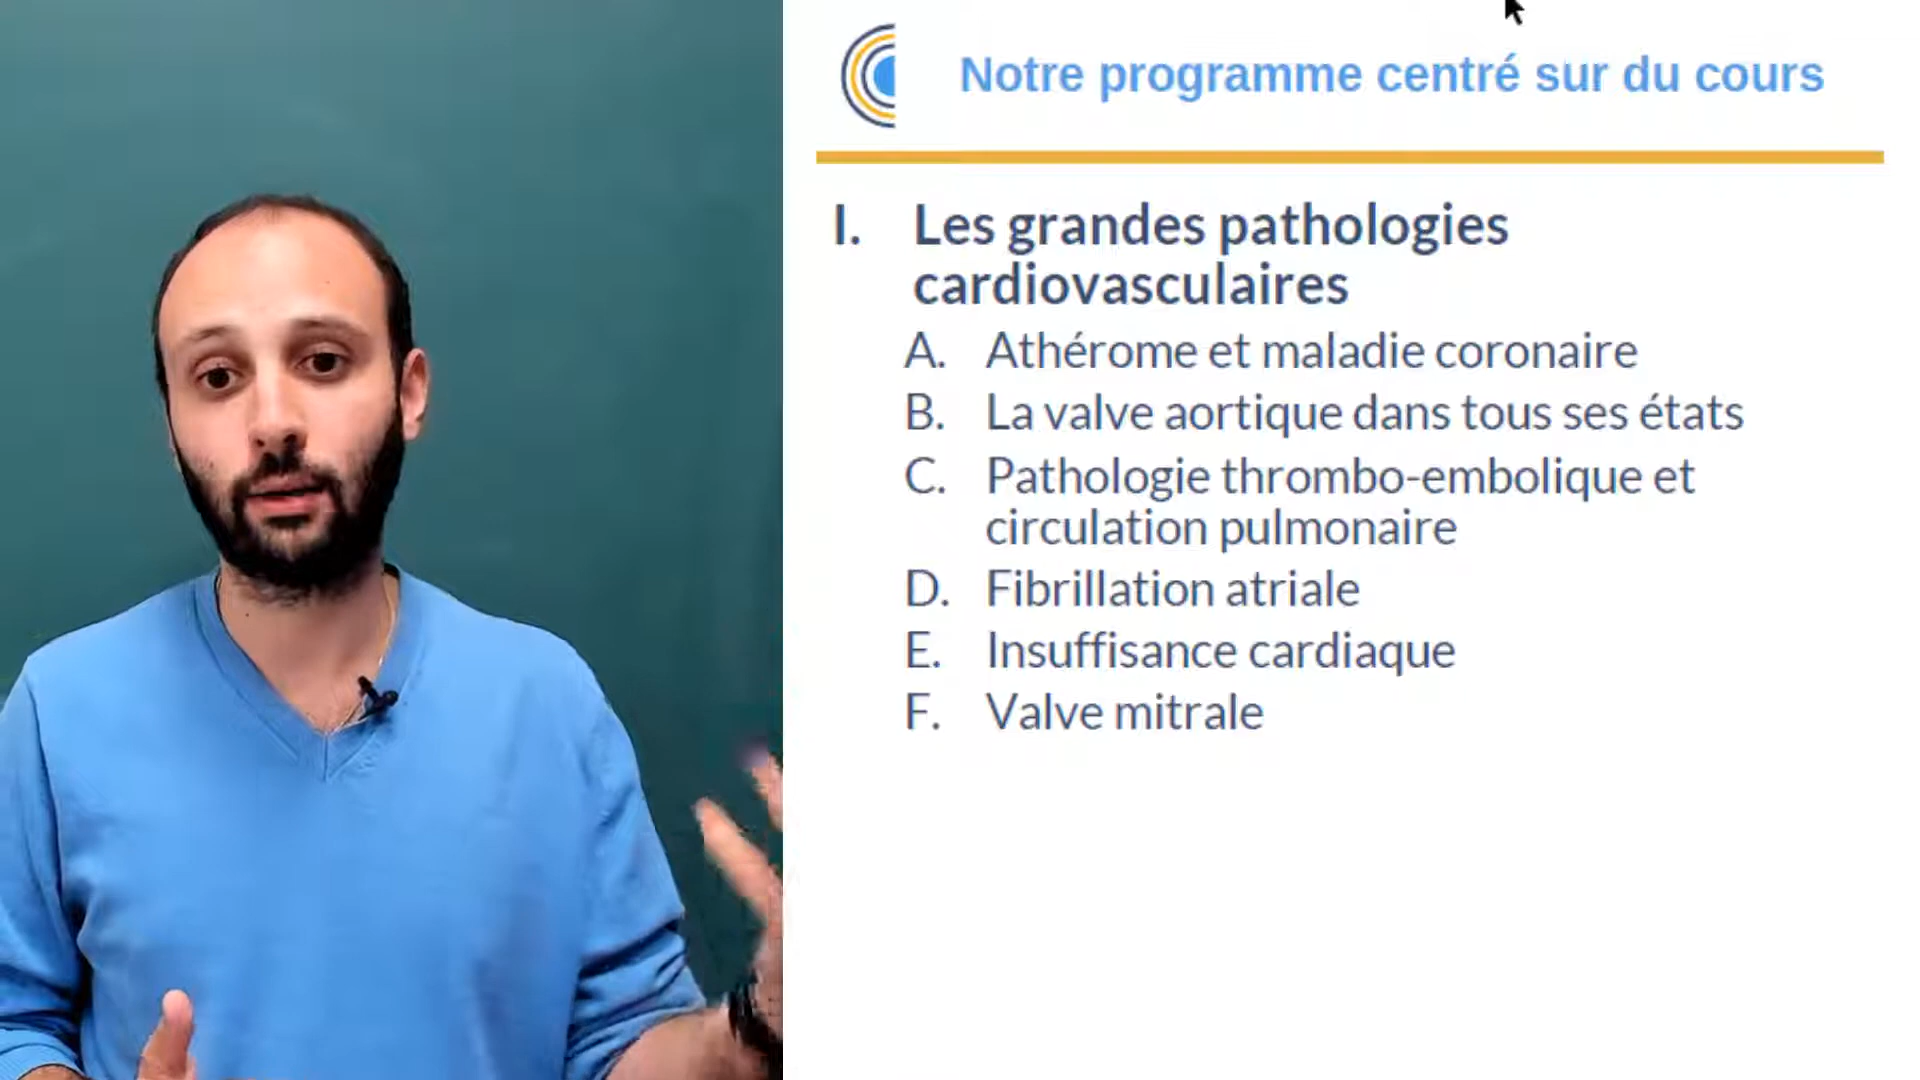 Notre programme centré sur du cours
I. Les grandes pathologies
cardiovasculaires
A. Athérome et maladie coronaire
B. La valve aortique dans tous ses états
C. Pathologie thrombo-embolique et
circulation pulmonaire
D. Fibrillation atriale
E. Insuffisance cardiaque
F. Valve mitrale